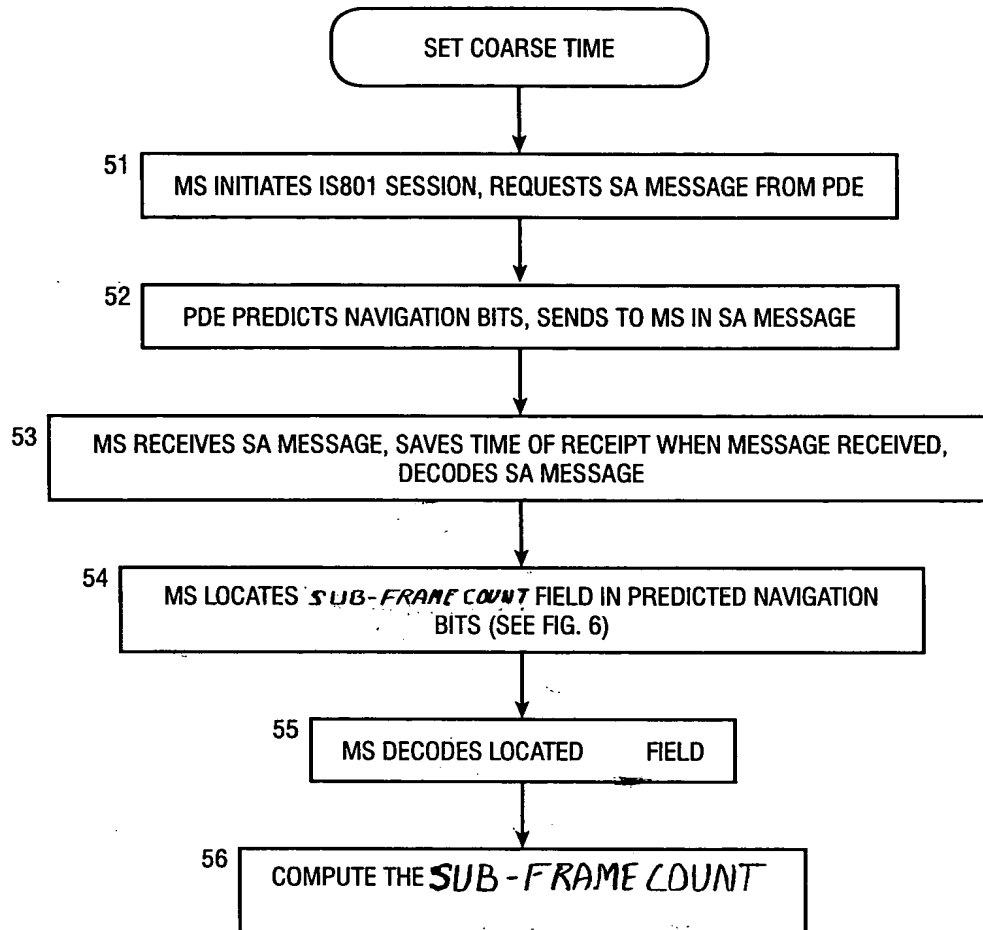 SET COARSE TIME
51
MS INITIATES IS801 SESSION, REQUESTS SA MESSAGE FROM PDE
52
PDE PREDICTS NAVIGATION BITS, SENDS TO MS IN SA MESSAGE
53
MS RECEIVES SA MESSAGE, SAVES TIME OF RECEIPT WHEN MESSAGE RECEIVED,
DECODES SA MESSAGE
54
MS LOCATES SUB-FRAME COUNT FIELD IN PREDICTED NAVIGATION
BITS (SEE FIG. 6)
55
MS DECODES LOCATED FIELD
56
COMPUTE THE SUB-FRAME COUNT